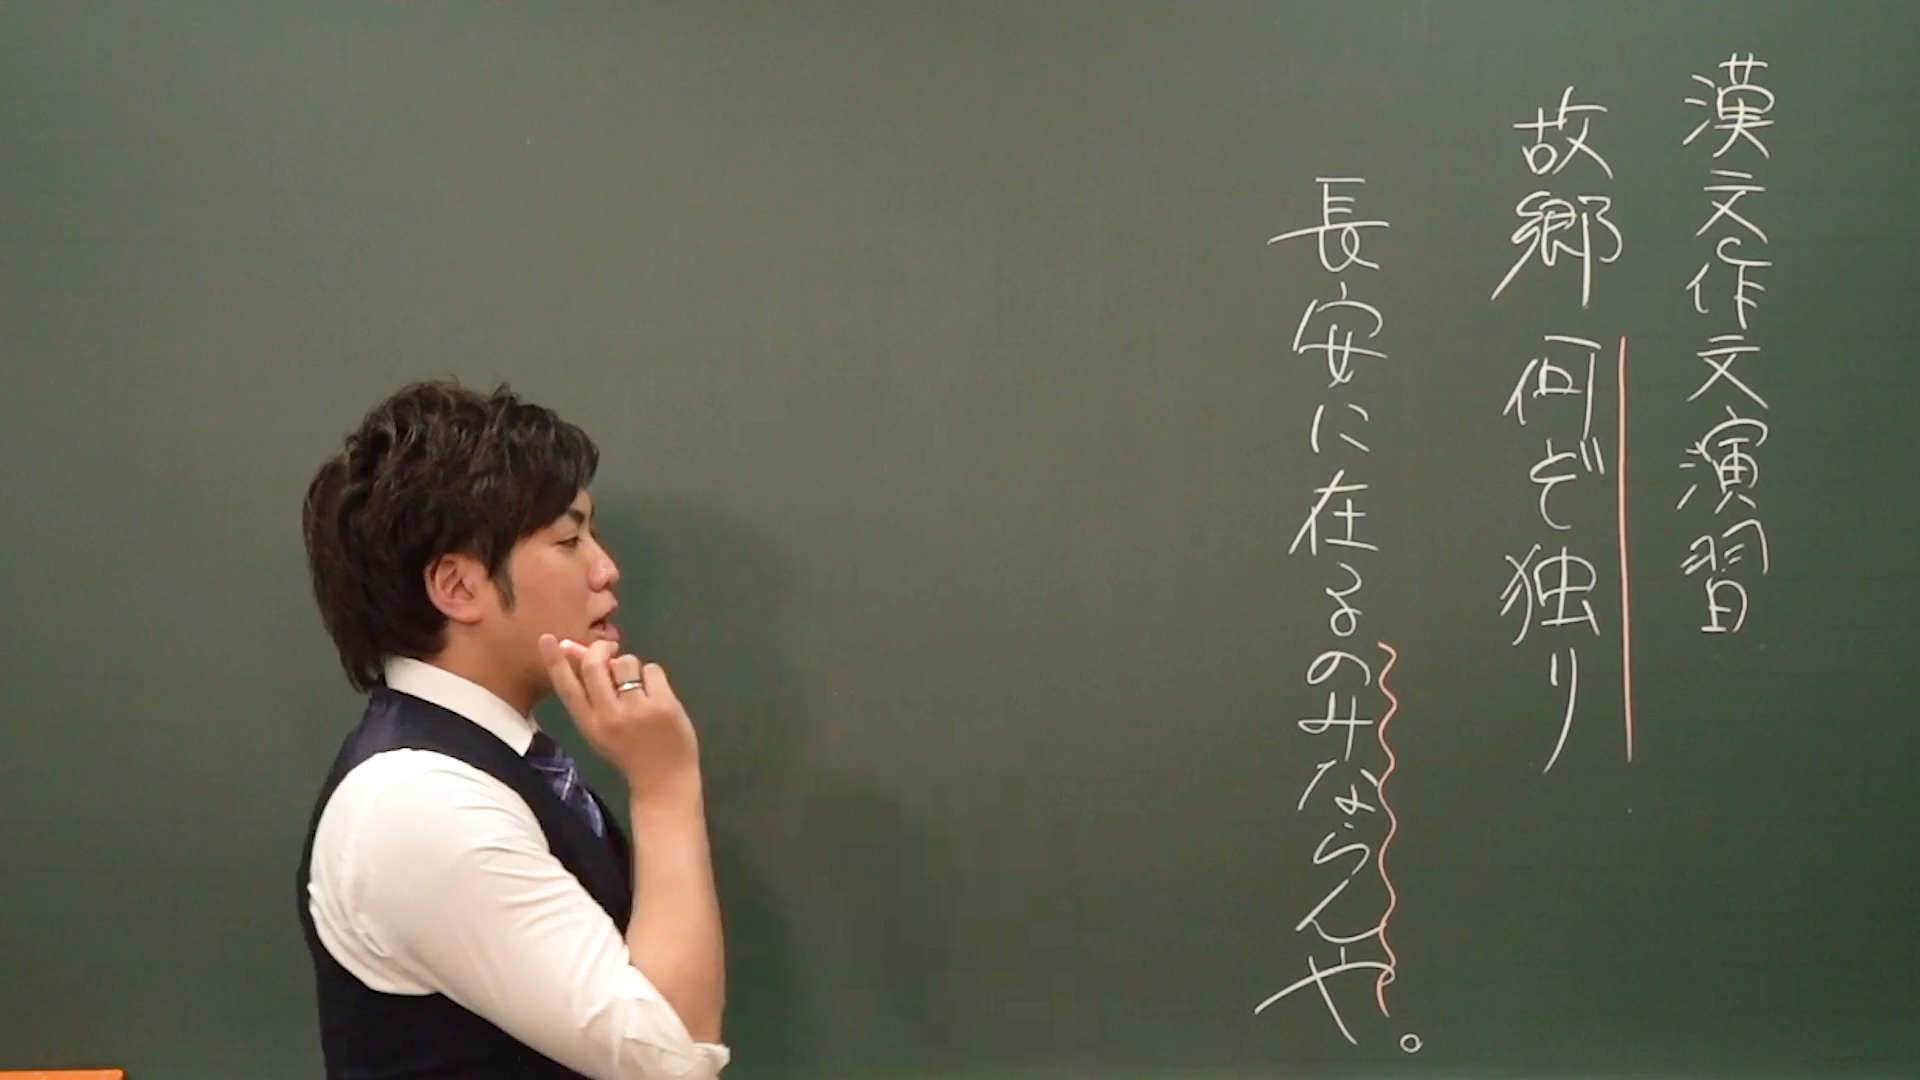 漢文の作文演習
故郷何ぞ独り
長安に在るのみならんや。